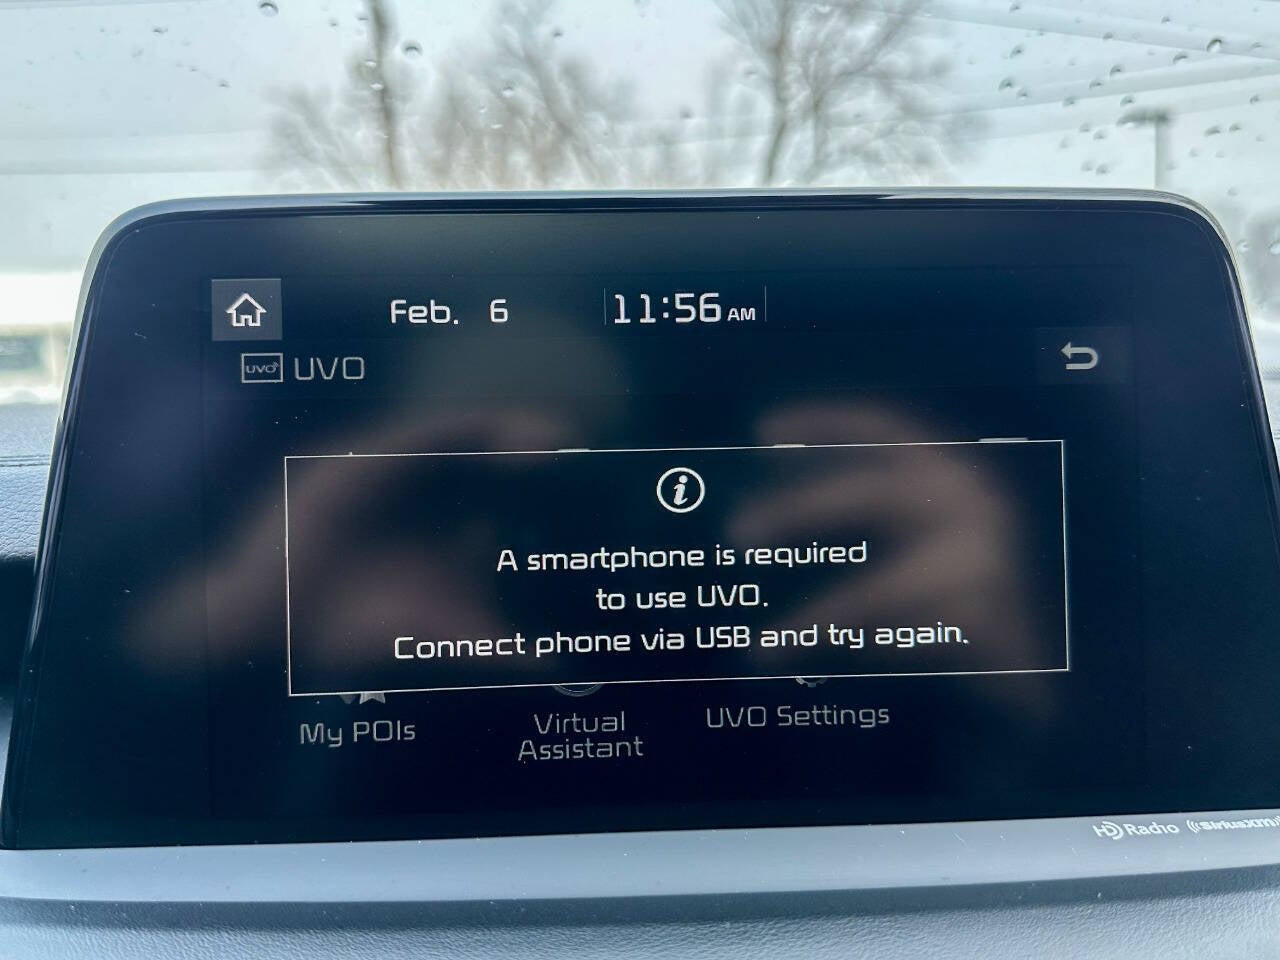 Feb. 6 11:56 AM
UVO UVO
A smartphone is required
to use UVO.
Connect phone via USB and try again.
My POIs
Virtual
Assistant
UVO Settings
HD Radio ((SiriusXM